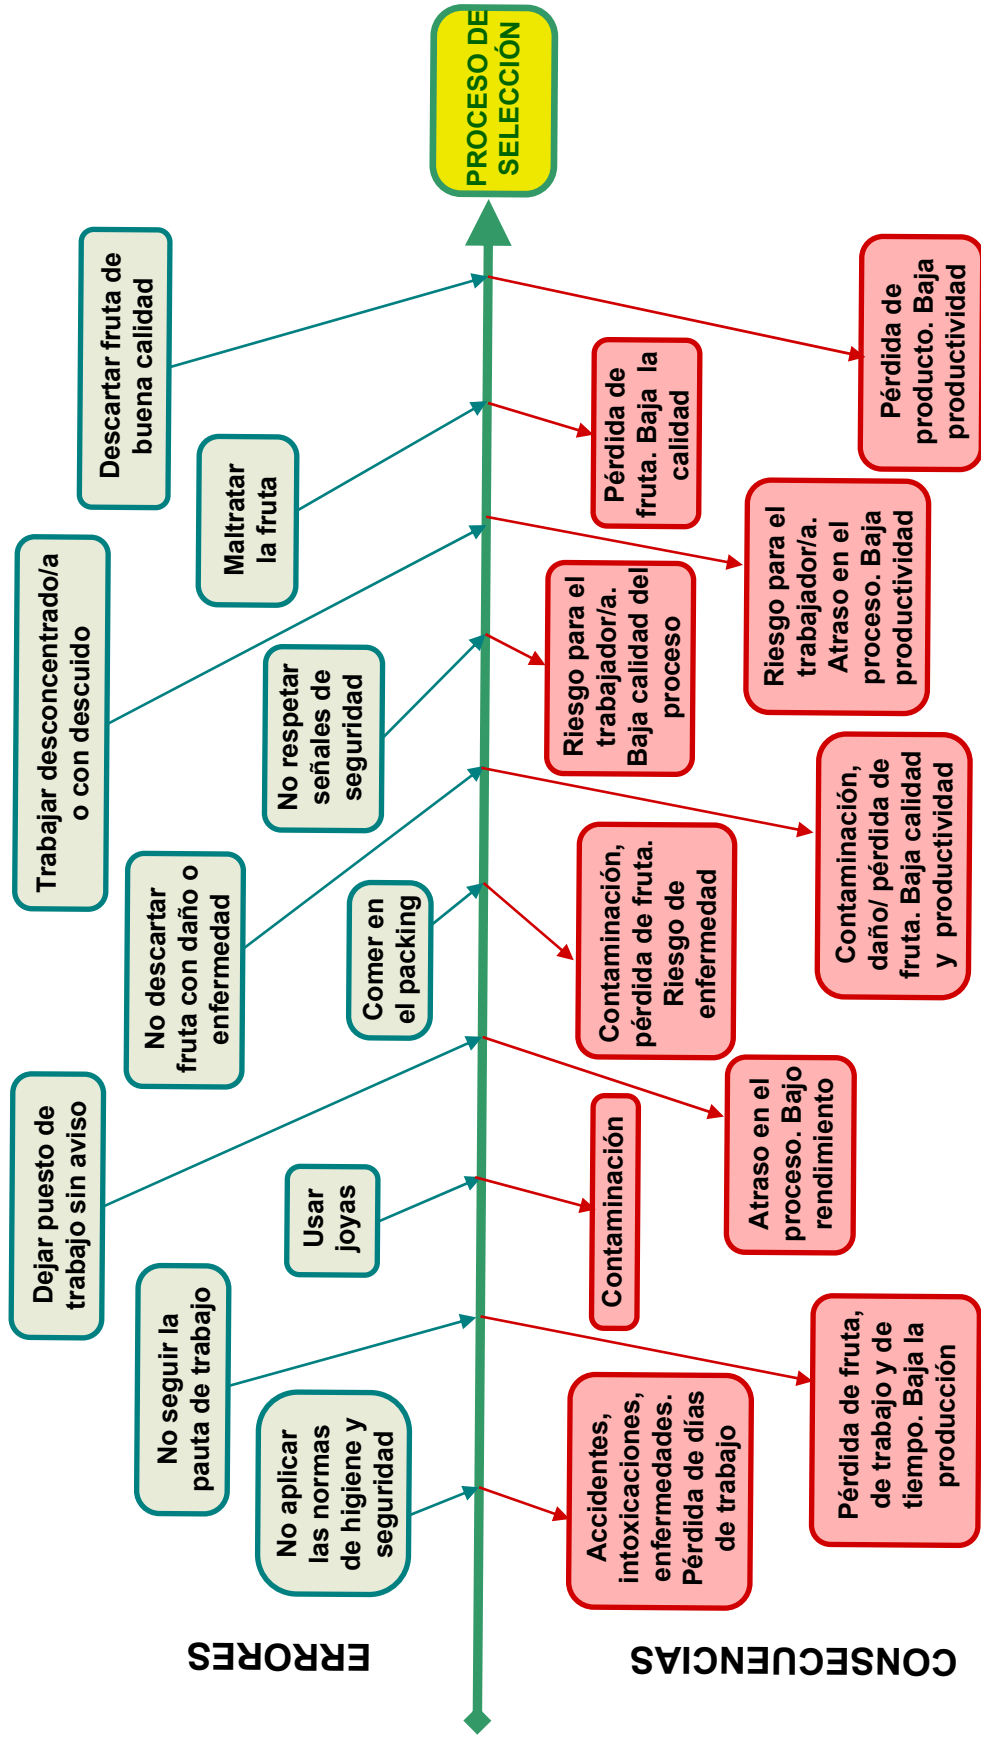 ERRORES
No aplicar
las normas
de higiene y
seguridad
No seguir la
pauta de trabajo
Usar
joyas
Dejar puesto de
trabajo sin aviso
Comer en
el packing
No descartar
fruta con daño o
enfermedad
No respetar
señales de
seguridad
Trabajar desconcentrado/a
o con descuido
Maltratar
la fruta
Descartar fruta de
buena calidad
PROCESO DE
SELECCIÓN
CONSECUENCIAS
Accidents,
intoxicaciones,
enfermedades.
Pérdida de días
de trabajo
Pérdida de fruta,
de trabajo y de
tiempo. Baja la
producción
Contaminación
Atraso en el
proceso. Bajo
rendimiento
Contaminación,
pérdida de fruta.
Riesgo de
enfermedad
Contaminación,
daño/ pérdida de
fruta. Baja calidad
y productividad
Riesgo para el
trabajador/a.
Baja calidad del
proceso
Riesgo para el
trabajador/a.
Atraso en el
proceso. Baja
productividad
Pérdida de
fruta. Baja la
calidad
Pérdida de
producto. Baja
productividad